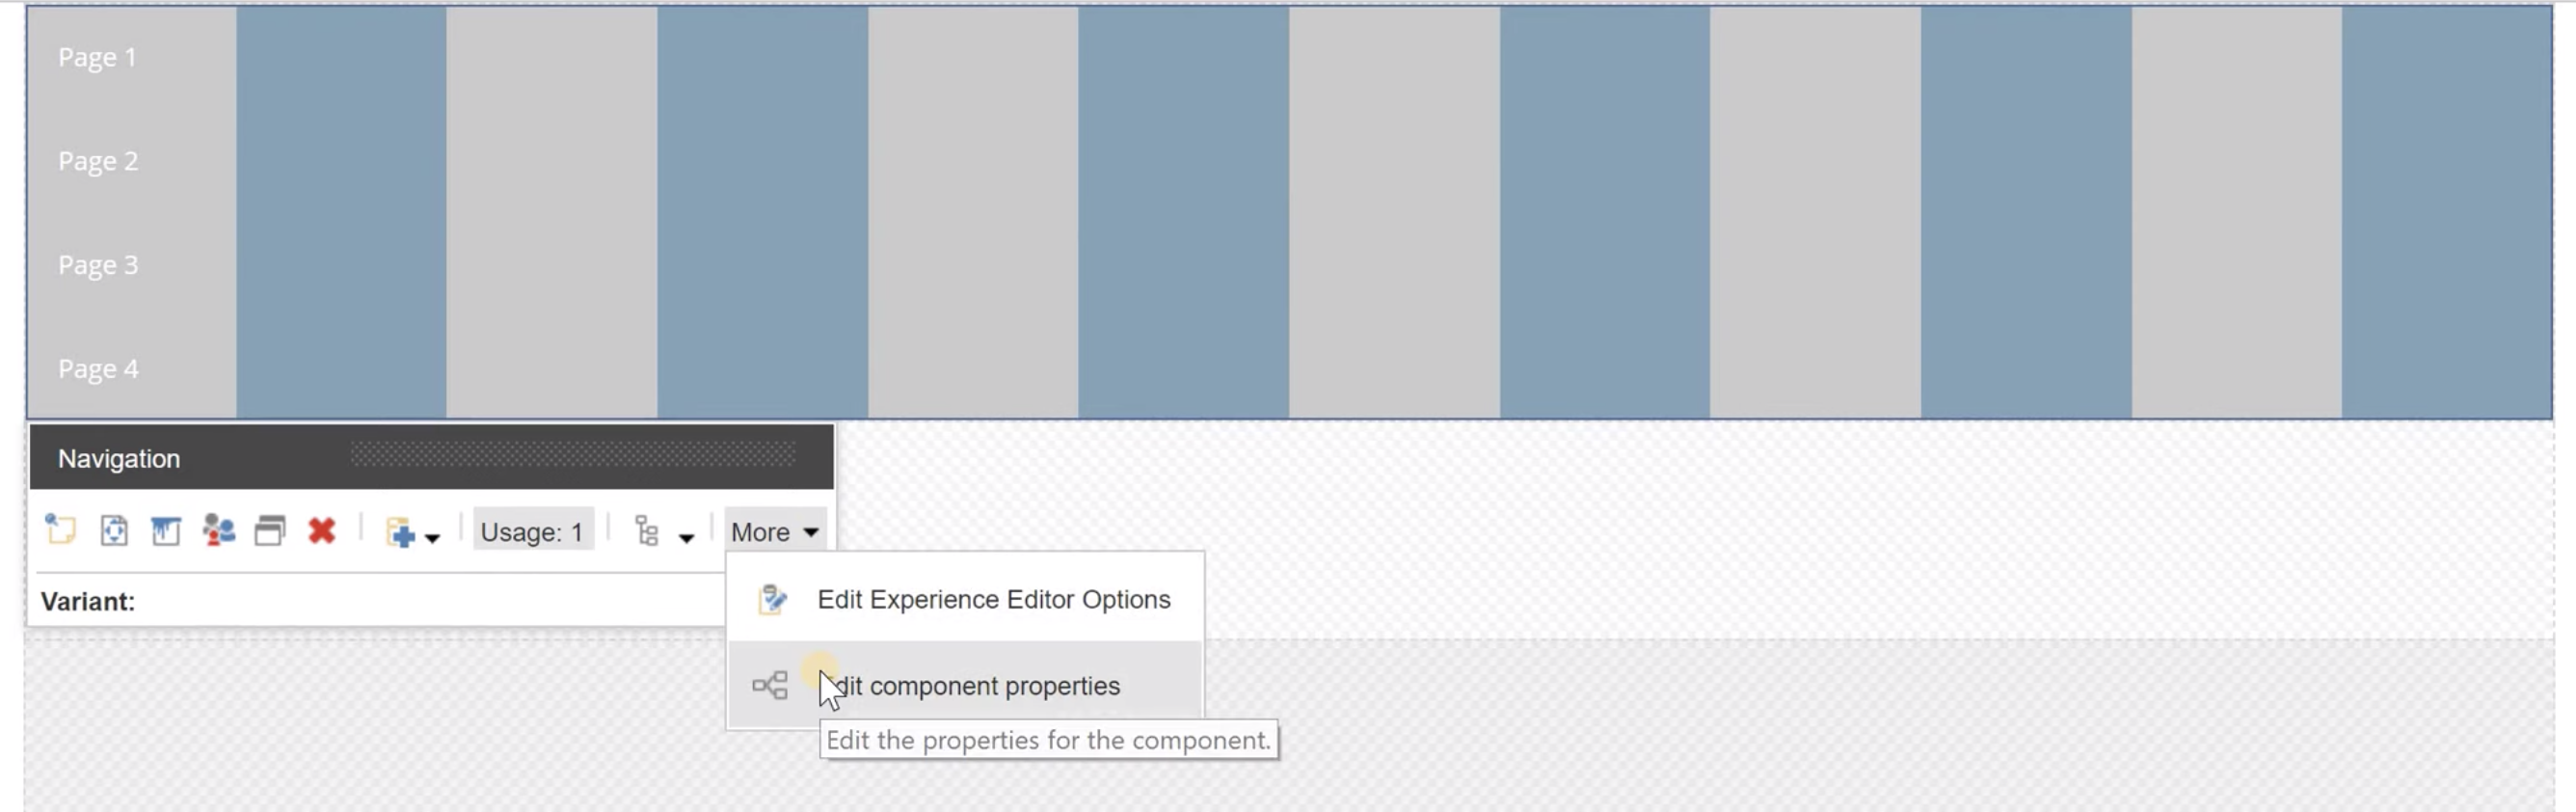 Page 1
Page 2
Page 3
Page 4
Navigation
Usage: 1
More
Variant:
Edit Experience Editor Options
dit component properties
Edit the properties for the component.